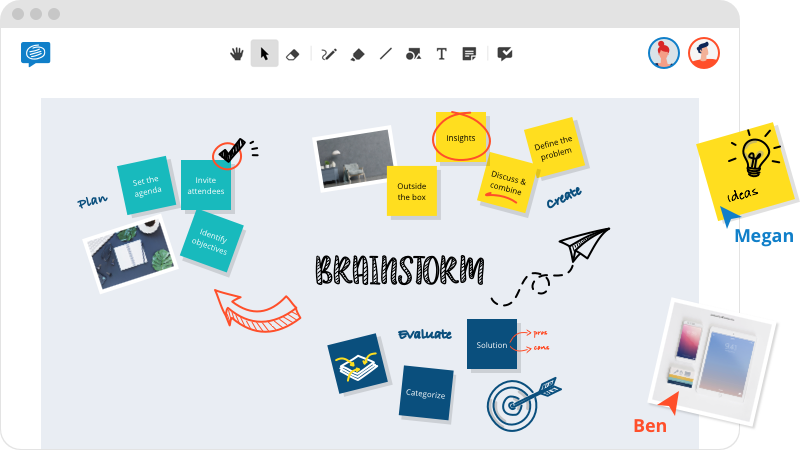 T
Insights
Define the
problem
Set the
agenda
Invite
attendees
Outside
the box
Discuss &
combine
Plan
Create
Ideas
Identify
objectives
Megan
BRAINSTORM
Evaluate
Solution
pros
cons
Categorize
Ben